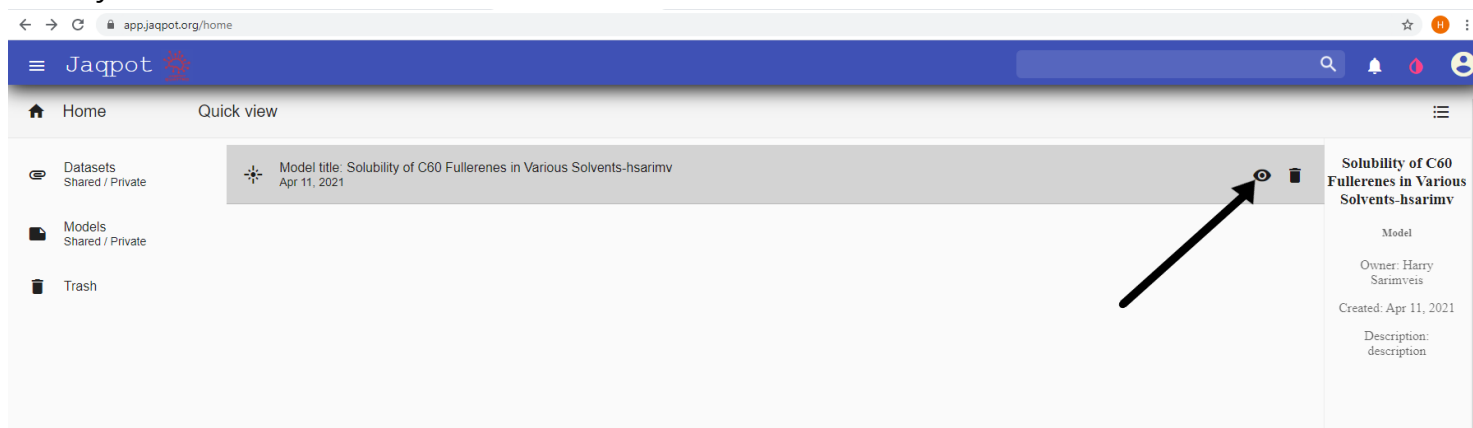 app.jaqpot.org/home
H
Jaqpot
Home
Quick view
Datasets
Shared / Private
Models
Shared / Private
Trash
Model title: Solubility of C60 Fullerenes in Various Solvents-hsarimv
Apr 11, 2021
Solubility of C60
Fullerenes in Various
Solvents-hsarimv
Model
Owner: Harry
Sarimveis
Created: Apr 11, 2021
Description:
description